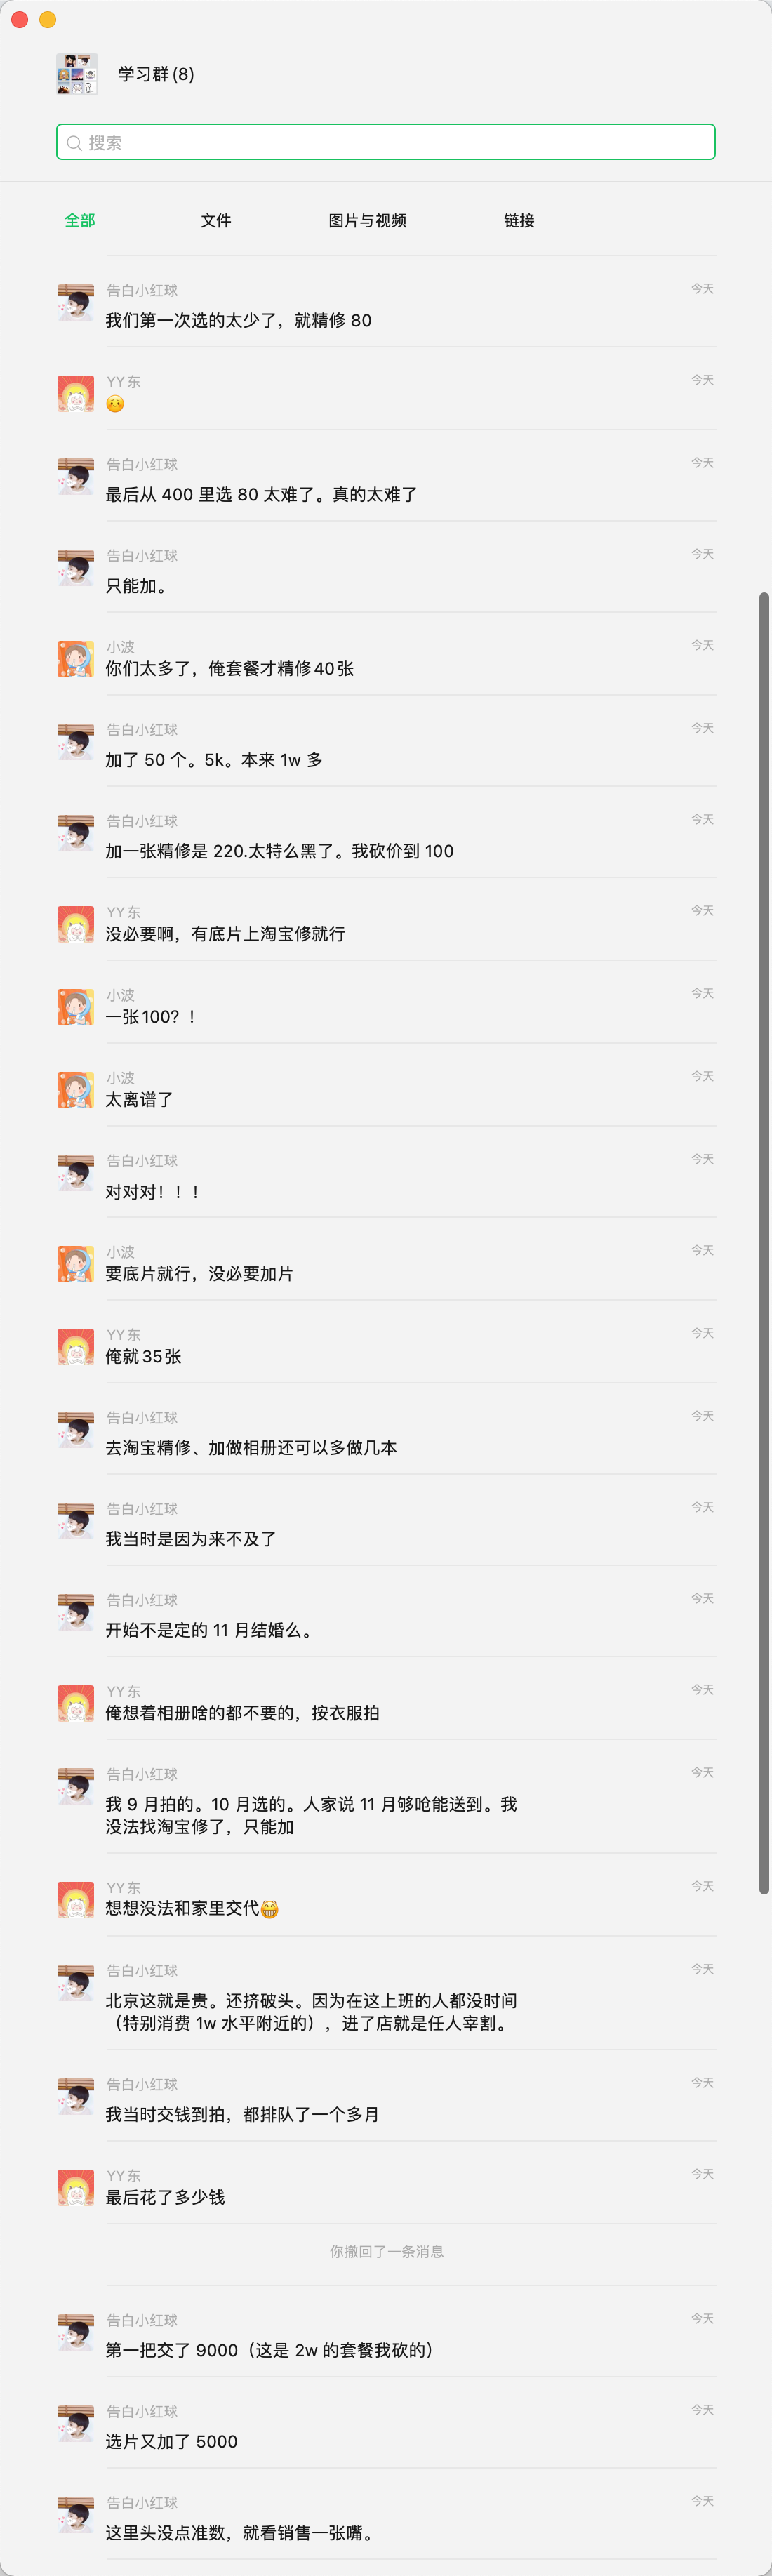 学习群(8)
搜索
全部 文件 图片与视频 链接
告白小红球 今天
我们第一次选的太少了，就精修 80
YY东 今天
告白小红球 今天
最后从 400 里选 80 太难了。真的太难了
告白小红球 今天
只能加。
小波 今天
你们太多了，俺套餐才精修40张
告白小红球 今天
加了 50 个。5k。本来 1w 多
告白小红球 今天
加一张精修是 220.太特么黑了。我砍价到 100
YY东 今天
没必要啊，有底片上淘宝修就行
小波 今天
一张100？！
小波 今天
太离谱了
告白小红球 今天
对对对！！！
小波 今天
要底片就行，没必要加片
YY东 今天
俺就35张
告白小红球 今天
去淘宝精修、加做相册还可以多做几本
告白小红球 今天
我当时是因为来不及了
告白小红球 今天
开始不是定的 11 月结婚么。
YY东 今天
俺想着相册啥的都不要的，按衣服拍
告白小红球 今天
我 9 月拍的。10 月选的。人家说 11 月够呛能送到。我
没法找淘宝修了，只能加
YY东 今天
想想没法和家里交代😁
告白小红球 今天
北京这就是贵。还挤破头。因为在这上班的人都没时间
（特别消费 1w 水平附近的），进了店就是任人宰割。
告白小红球 今天
我当时交钱到拍，都排队了一个多月
YY东 今天
最后花了多少钱
你撤回了一条消息
告白小红球 今天
第一把交了 9000（这是 2w 的套餐我砍的）
告白小红球 今天
选片又加了 5000
告白小红球 今天
这里头没点准数，就看销售一张嘴。